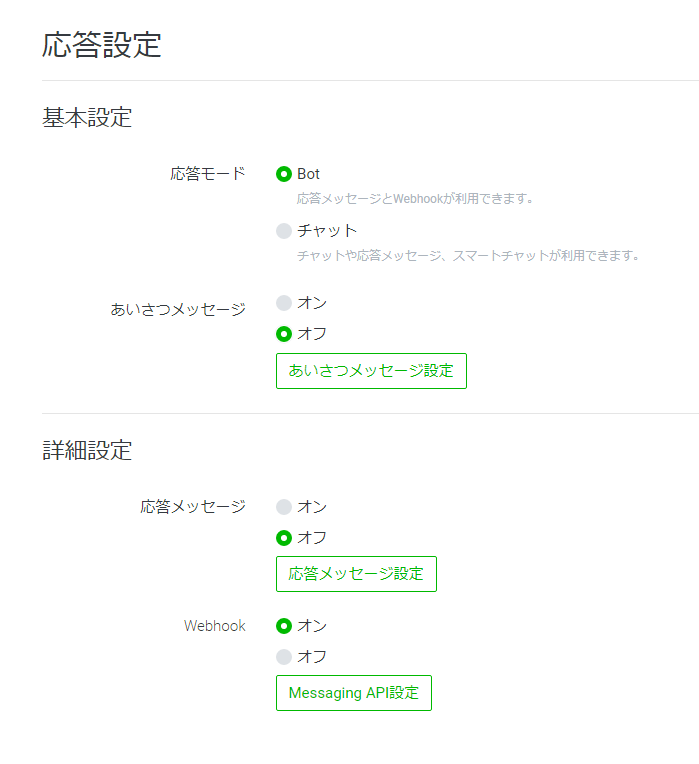 応答設定
基本設定
応答モード
Bot
応答メッセージとWebhookが利用できます。
チャット
チャットや応答メッセージ、スマートチャットが利用できます。
あいさつメッセージ
オン
オフ
あいさつメッセージ設定
詳細設定
応答メッセージ
オン
オフ
応答メッセージ設定
Webhook
オン
オフ
Messaging API設定